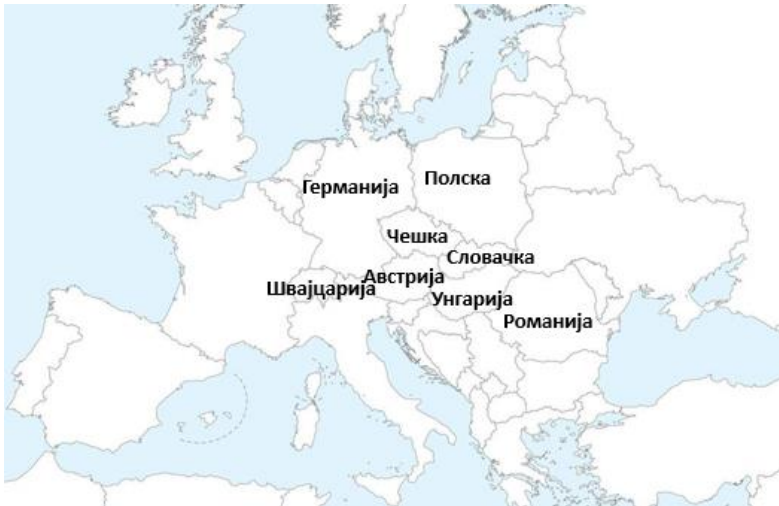 Германија
Полска
Чешка
Словачка
Австрија
Швајцарија
Унгарија
Романија